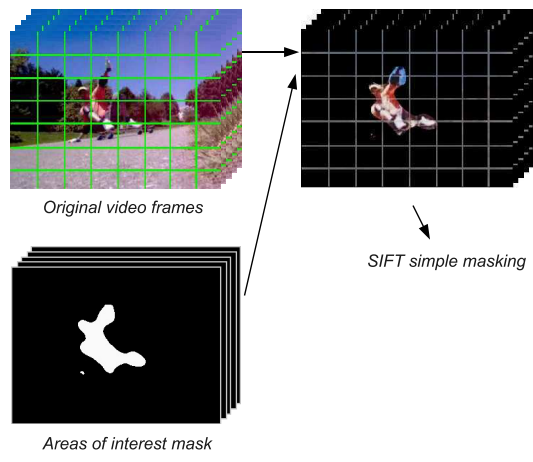 Original video frames
SIFT simple masking
Areas of interest mask